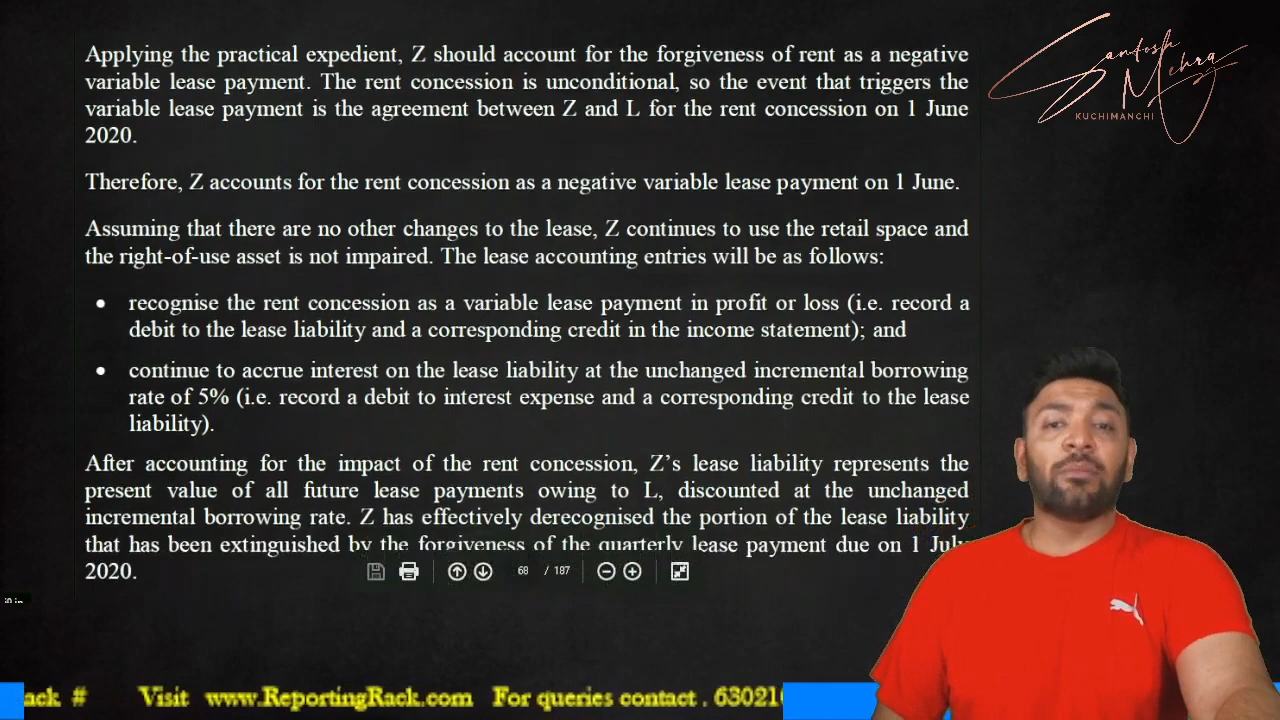 Applying the practical expedient, Z should account for the forgiveness of rent as a negative
variable lease payment. The rent concession is unconditional, so the event that triggers the
variable lease payment is the agreement between Z and L for the rent concession on 1 June
2020.
Therefore, Z accounts for the rent concession as a negative variable lease payment on 1 June.
Assuming that there are no other changes to the lease, Z continues to use the retail space and
the right-of-use asset is not impaired. The lease accounting entries will be as follows:
• recognise the rent concession as a variable lease payment in profit or loss (i.e. record a
debit to the lease liability and a corresponding credit in the income statement); and
• continue to accrue interest on the lease liability at the unchanged incremental borrowing
rate of 5% (i.e. record a debit to interest expense and a corresponding credit to the lease
liability).
After accounting for the impact of the rent concession, Z’s lease liability represents the
present value of all future lease payments owing to L, discounted at the unchanged
incremental borrowing rate. Z has effectively derecognised the portion of the lease liability
that has been extinguished by the forgiveness of the quarterly lease payment due on 1 July
2020.
68 / 187
Santosh
Mehra
KUCHIMANCHI
ack # Visit www.ReportingRack.com For queries contact . 63021